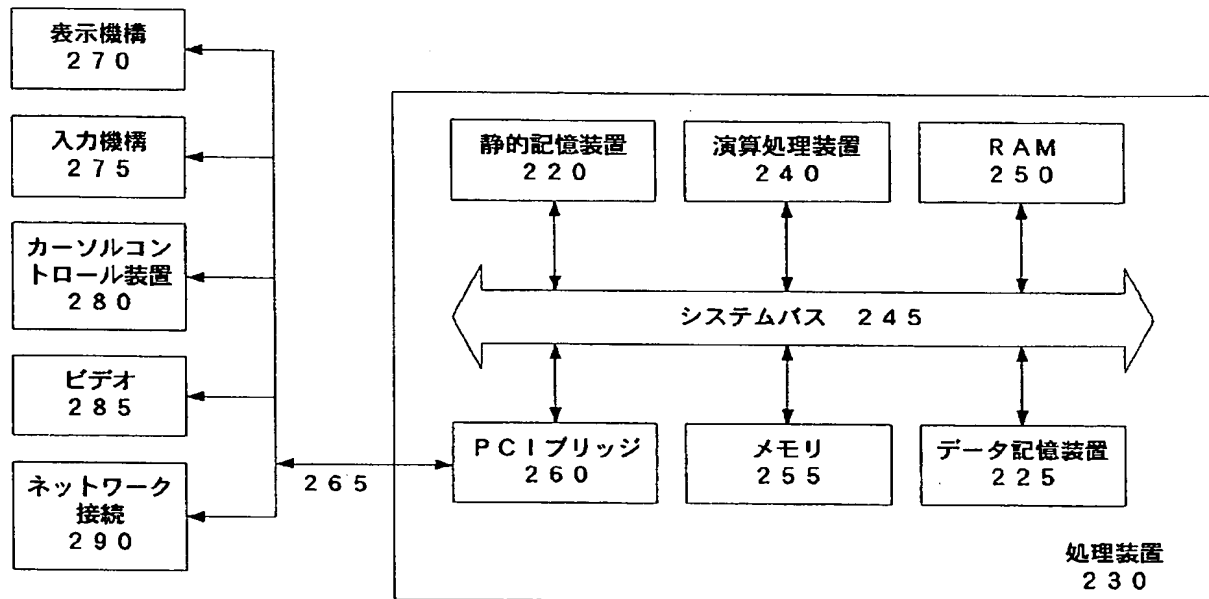 表示機構
２７０
入力機構
２７５
カーソルコン
トロール装置
２８０
ビデオ
２８５
ネットワーク
接続
２９０
２６５
静的記憶装置
２２０
演算処理装置
２４０
ＲＡＭ
２５０
システムバス　２４５
ＰＣＩブリッジ
２６０
メモリ
２５５
データ記憶装置
２２５
処理装置
２３０